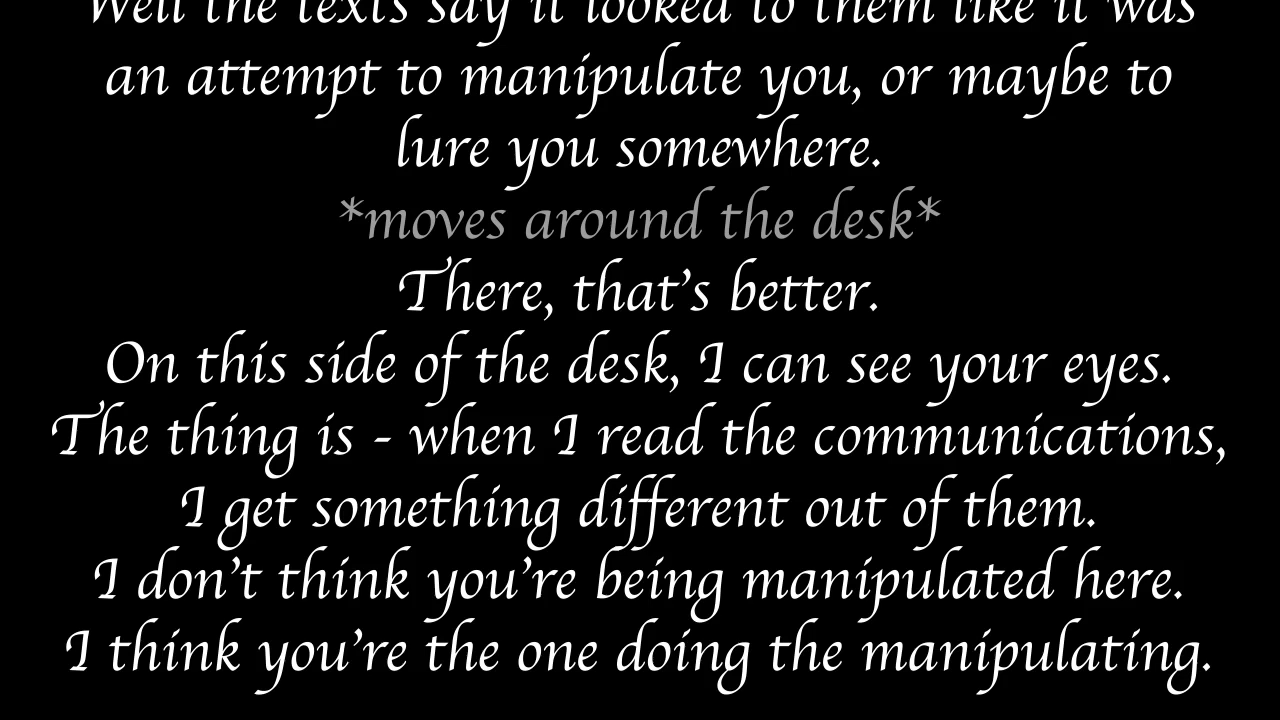 Well the texts say it looked to them like it was
an attempt to manipulate you, or maybe to
lure you somewhere.
*moves around the desk*
There, that's better.
On this side of the desk, I can see your eyes.
The thing is - when I read the communications,
I get something different out of them.
I don't think you're being manipulated here.
I think you're the one doing the manipulating.